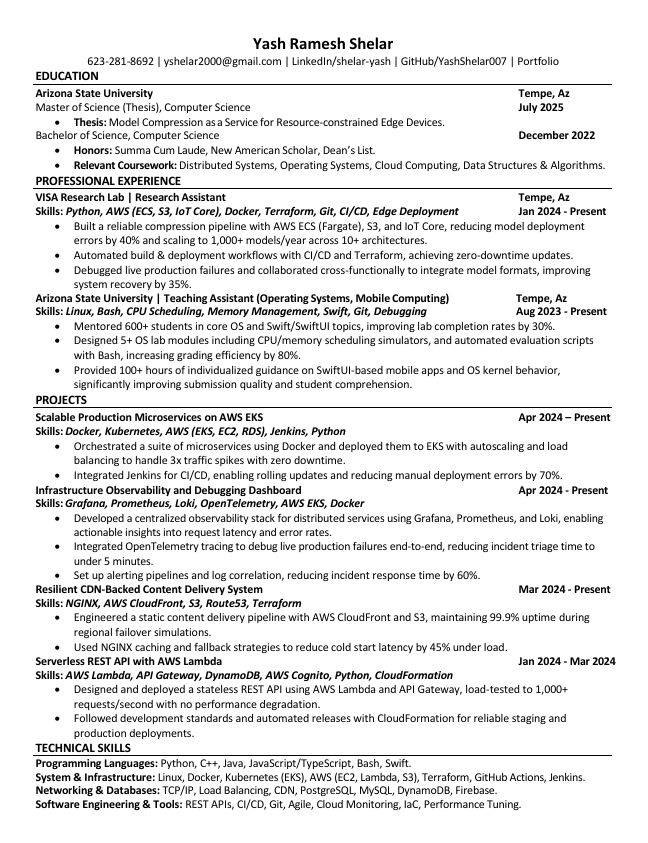 Yash Ramesh Shelar
623-281-8692 | yshelar2000@gmail.com | LinkedIn/shelar-yash | GitHub/YashShelar007 | Portfolio
EDUCATION
Arizona State University Tempe, Az
Master of Science (Thesis), Computer Science July 2025
• Thesis: Model Compression as a Service for Resource-constrained Edge Devices.
Bachelor of Science, Computer Science December 2022
• Honors: Summa Cum Laude, New American Scholar, Dean's List.
• Relevant Coursework: Distributed Systems, Operating Systems, Cloud Computing, Data Structures & Algorithms.
PROFESSIONAL EXPERIENCE
VISA Research Lab | Research Assistant Tempe, Az
Skills: Python, AWS (ECS, S3, IoT Core), Docker, Terraform, Git, CI/CD, Edge Deployment Jan 2024 - Present
• Built a reliable compression pipeline with AWS ECS (Fargate), S3, and IoT Core, reducing model deployment
errors by 40% and scaling to 1,000+ models/year across 10+ architectures.
• Automated build & deployment workflows with CI/CD and Terraform, achieving zero-downtime updates.
• Debugged live production failures and collaborated cross-functionally to integrate model formats, improving
system recovery by 35%.
Arizona State University | Teaching Assistant (Operating Systems, Mobile Computing) Tempe, Az
Skills: Linux, Bash, CPU Scheduling, Memory Management, Swift, Git, Debugging Aug 2023 - Present
• Mentored 600+ students in core OS and Swift/SwiftUI topics, improving lab completion rates by 30%.
• Designed 5+ OS lab modules including CPU/memory scheduling simulators, and automated evaluation scripts
with Bash, increasing grading efficiency by 80%.
• Provided 100+ hours of individualized guidance on SwiftUI-based mobile apps and OS kernel behavior,
significantly improving submission quality and student comprehension.
PROJECTS
Scalable Production Microservices on AWS EKS Apr 2024 – Present
Skills: Docker, Kubernetes, AWS (EKS, EC2, RDS), Jenkins, Python
• Orchestrated a suite of microservices using Docker and deployed them to EKS with autoscaling and load
balancing to handle 3x traffic spikes with zero downtime.
• Integrated Jenkins for CI/CD, enabling rolling updates and reducing manual deployment errors by 70%.
Infrastructure Observability and Debugging Dashboard Apr 2024 - Present
Skills: Grafana, Prometheus, Loki, OpenTelemetry, AWS EKS, Docker
• Developed a centralized observability stack for distributed services using Grafana, Prometheus, and Loki, enabling
actionable insights into request latency and error rates.
• Integrated OpenTelemetry tracing to debug live production failures end-to-end, reducing incident triage time to
under 5 minutes.
• Set up alerting pipelines and log correlation, reducing incident response time by 60%.
Resilient CDN-Backed Content Delivery System Mar 2024 - Present
Skills: NGINX, AWS CloudFront, S3, Route53, Terraform
• Engineered a static content delivery pipeline with AWS CloudFront and S3, maintaining 99.9% uptime during
regional failover simulations.
• Used NGINX caching and fallback strategies to reduce cold start latency by 45% under load.
Serverless REST API with AWS Lambda Jan 2024 - Mar 2024
Skills: AWS Lambda, API Gateway, DynamoDB, AWS Cognito, Python, CloudFormation
• Designed and deployed a stateless REST API using AWS Lambda and API Gateway, load-tested to 1,000+
requests/second with no performance degradation.
• Followed development standards and automated releases with CloudFormation for reliable staging and
production deployments.
TECHNICAL SKILLS
Programming Languages: Python, C++, Java, JavaScript/TypeScript, Bash, Swift.
System & Infrastructure: Linux, Docker, Kubernetes (EKS), AWS (EC2, Lambda, S3), Terraform, GitHub Actions, Jenkins.
Networking & Databases: TCP/IP, Load Balancing, CDN, PostgreSQL, MySQL, DynamoDB, Firebase.
Software Engineering & Tools: REST APIs, CI/CD, Git, Agile, Cloud Monitoring, IaC, Performance Tuning.